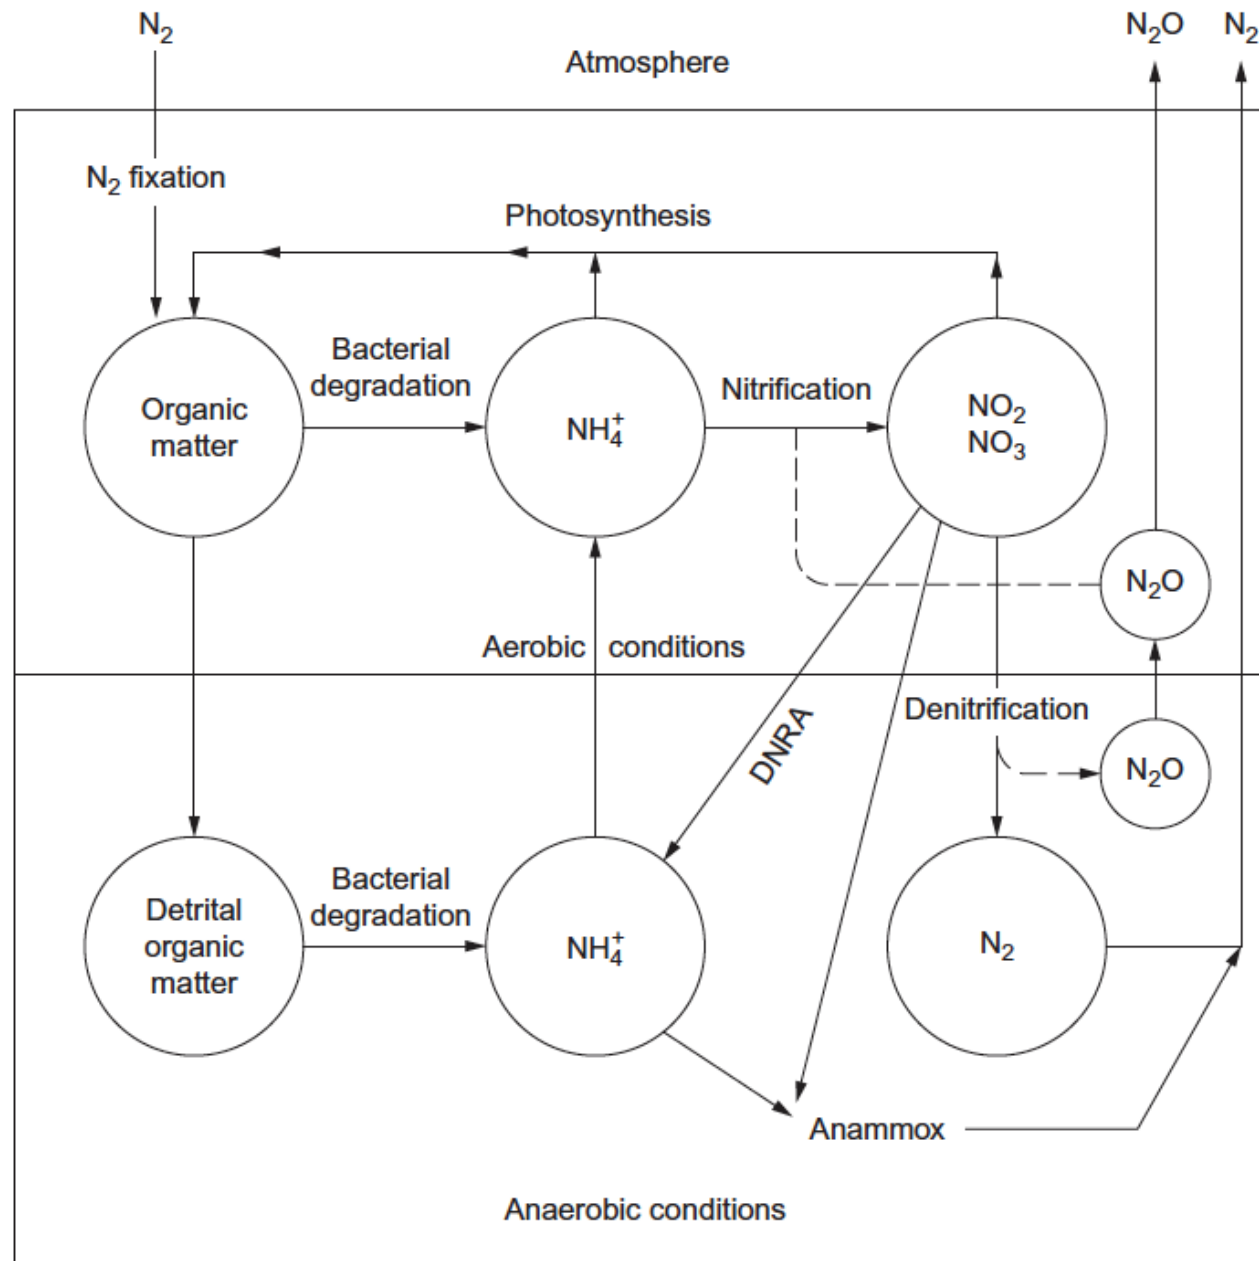 N₂
N₂O N₂
Atmosphere
N₂ fixation
Photosynthesis
Bacterial
degradation
Nitrification
Organic
matter
NH₄⁺
NO₂
NO₃
N₂O
Aerobic conditions
Denitrification
DNRA
N₂O
Bacterial
degradation
Detrital
organic
matter
NH₄⁺
N₂
Anammox
Anaerobic conditions